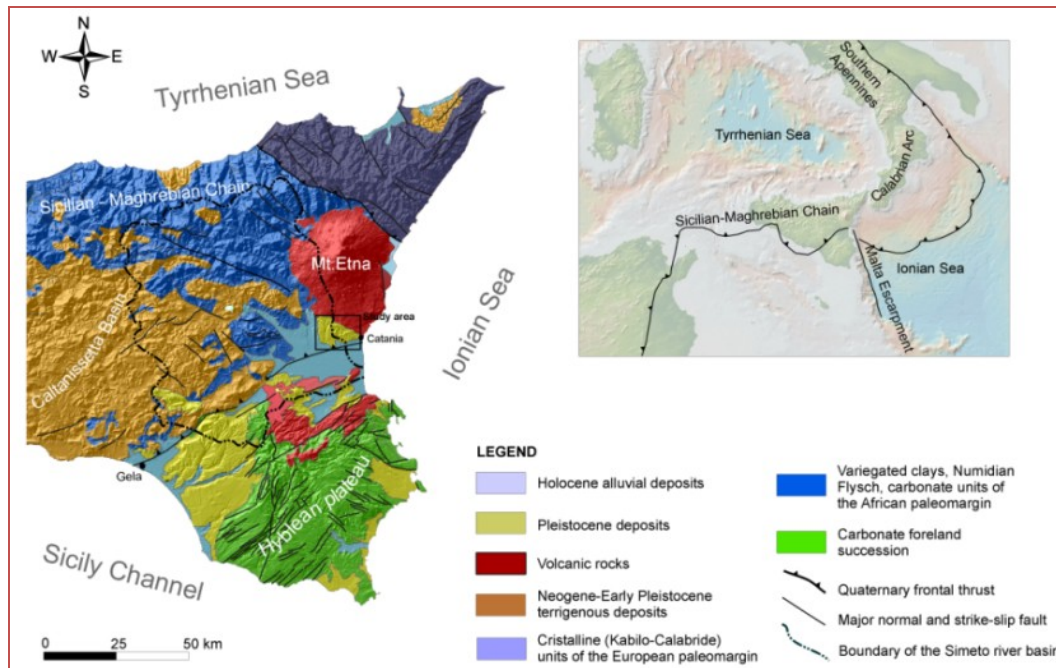 N
W E
S
Tyrrhenian Sea
Sicilian - Maghrebian Chain
Mt.Etna
Study area
Catania
Caltanissetta Basin
Ionian Sea
Gela
Hyblean plateau
Sicily Channel
0 25 50 km
Southern
Apennines
Tyrrhenian Sea
Calabrian Arc
Sicilian-Maghrebian Chain
Ionian Sea
Malta Escarpment
LEGEND
Holocene alluvial deposits
Pleistocene deposits
Volcanic rocks
Neogene-Early Pleistocene
terrigenous deposits
Cristalline (Kabilo-Calabride)
units of the European paleomargin
Variegated clays, Numidian
Flysch, carbonate units of
the African paleomargin
Carbonate foreland
succession
Quaternary frontal thrust
Major normal and strike-slip fault
Boundary of the Simeto river basin